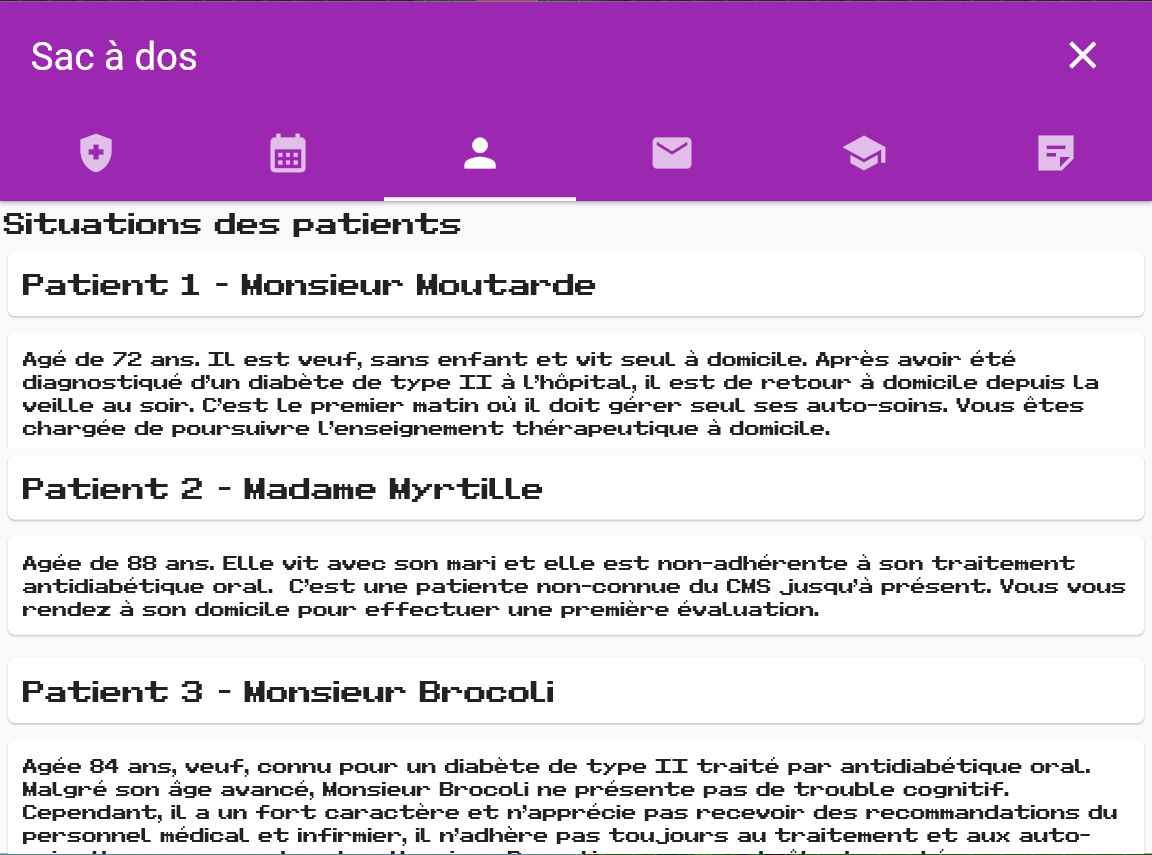 Sac à dos
Situations des patients
Patient 1 - Monsieur Moutarde
Agé de 72 ans. Il est veuf, sans enfant et vit seul à domicile. Après avoir été
diagnostiqué d'un diabète de type II à l'hôpital, il est de retour à domicile depuis la
veille au soir. C'est le premier matin où il doit gérer seul ses auto-soins. Vous êtes
chargée de poursuivre l'enseignement thérapeutique à domicile.
Patient 2 - Madame Myrtille
Agée de 88 ans. Elle vit avec son mari et elle est non-adhérente à son traitement
antidiabétique oral.  C'est une patiente non-connue du CMS jusqu'à présent. Vous vous
rendez à son domicile pour effectuer une première évaluation.
Patient 3 - Monsieur Brocoli
Agée 84 ans, veuf, connu pour un diabète de type II traité par antidiabétique oral.
Malgré son âge avancé, Monsieur Brocoli ne présente pas de trouble cognitif.
Cependant, il a un fort caractère et n'apprécie pas recevoir des recommandations du
personnel médical et infirmier, il n'adhère pas toujours au traitement et aux auto-